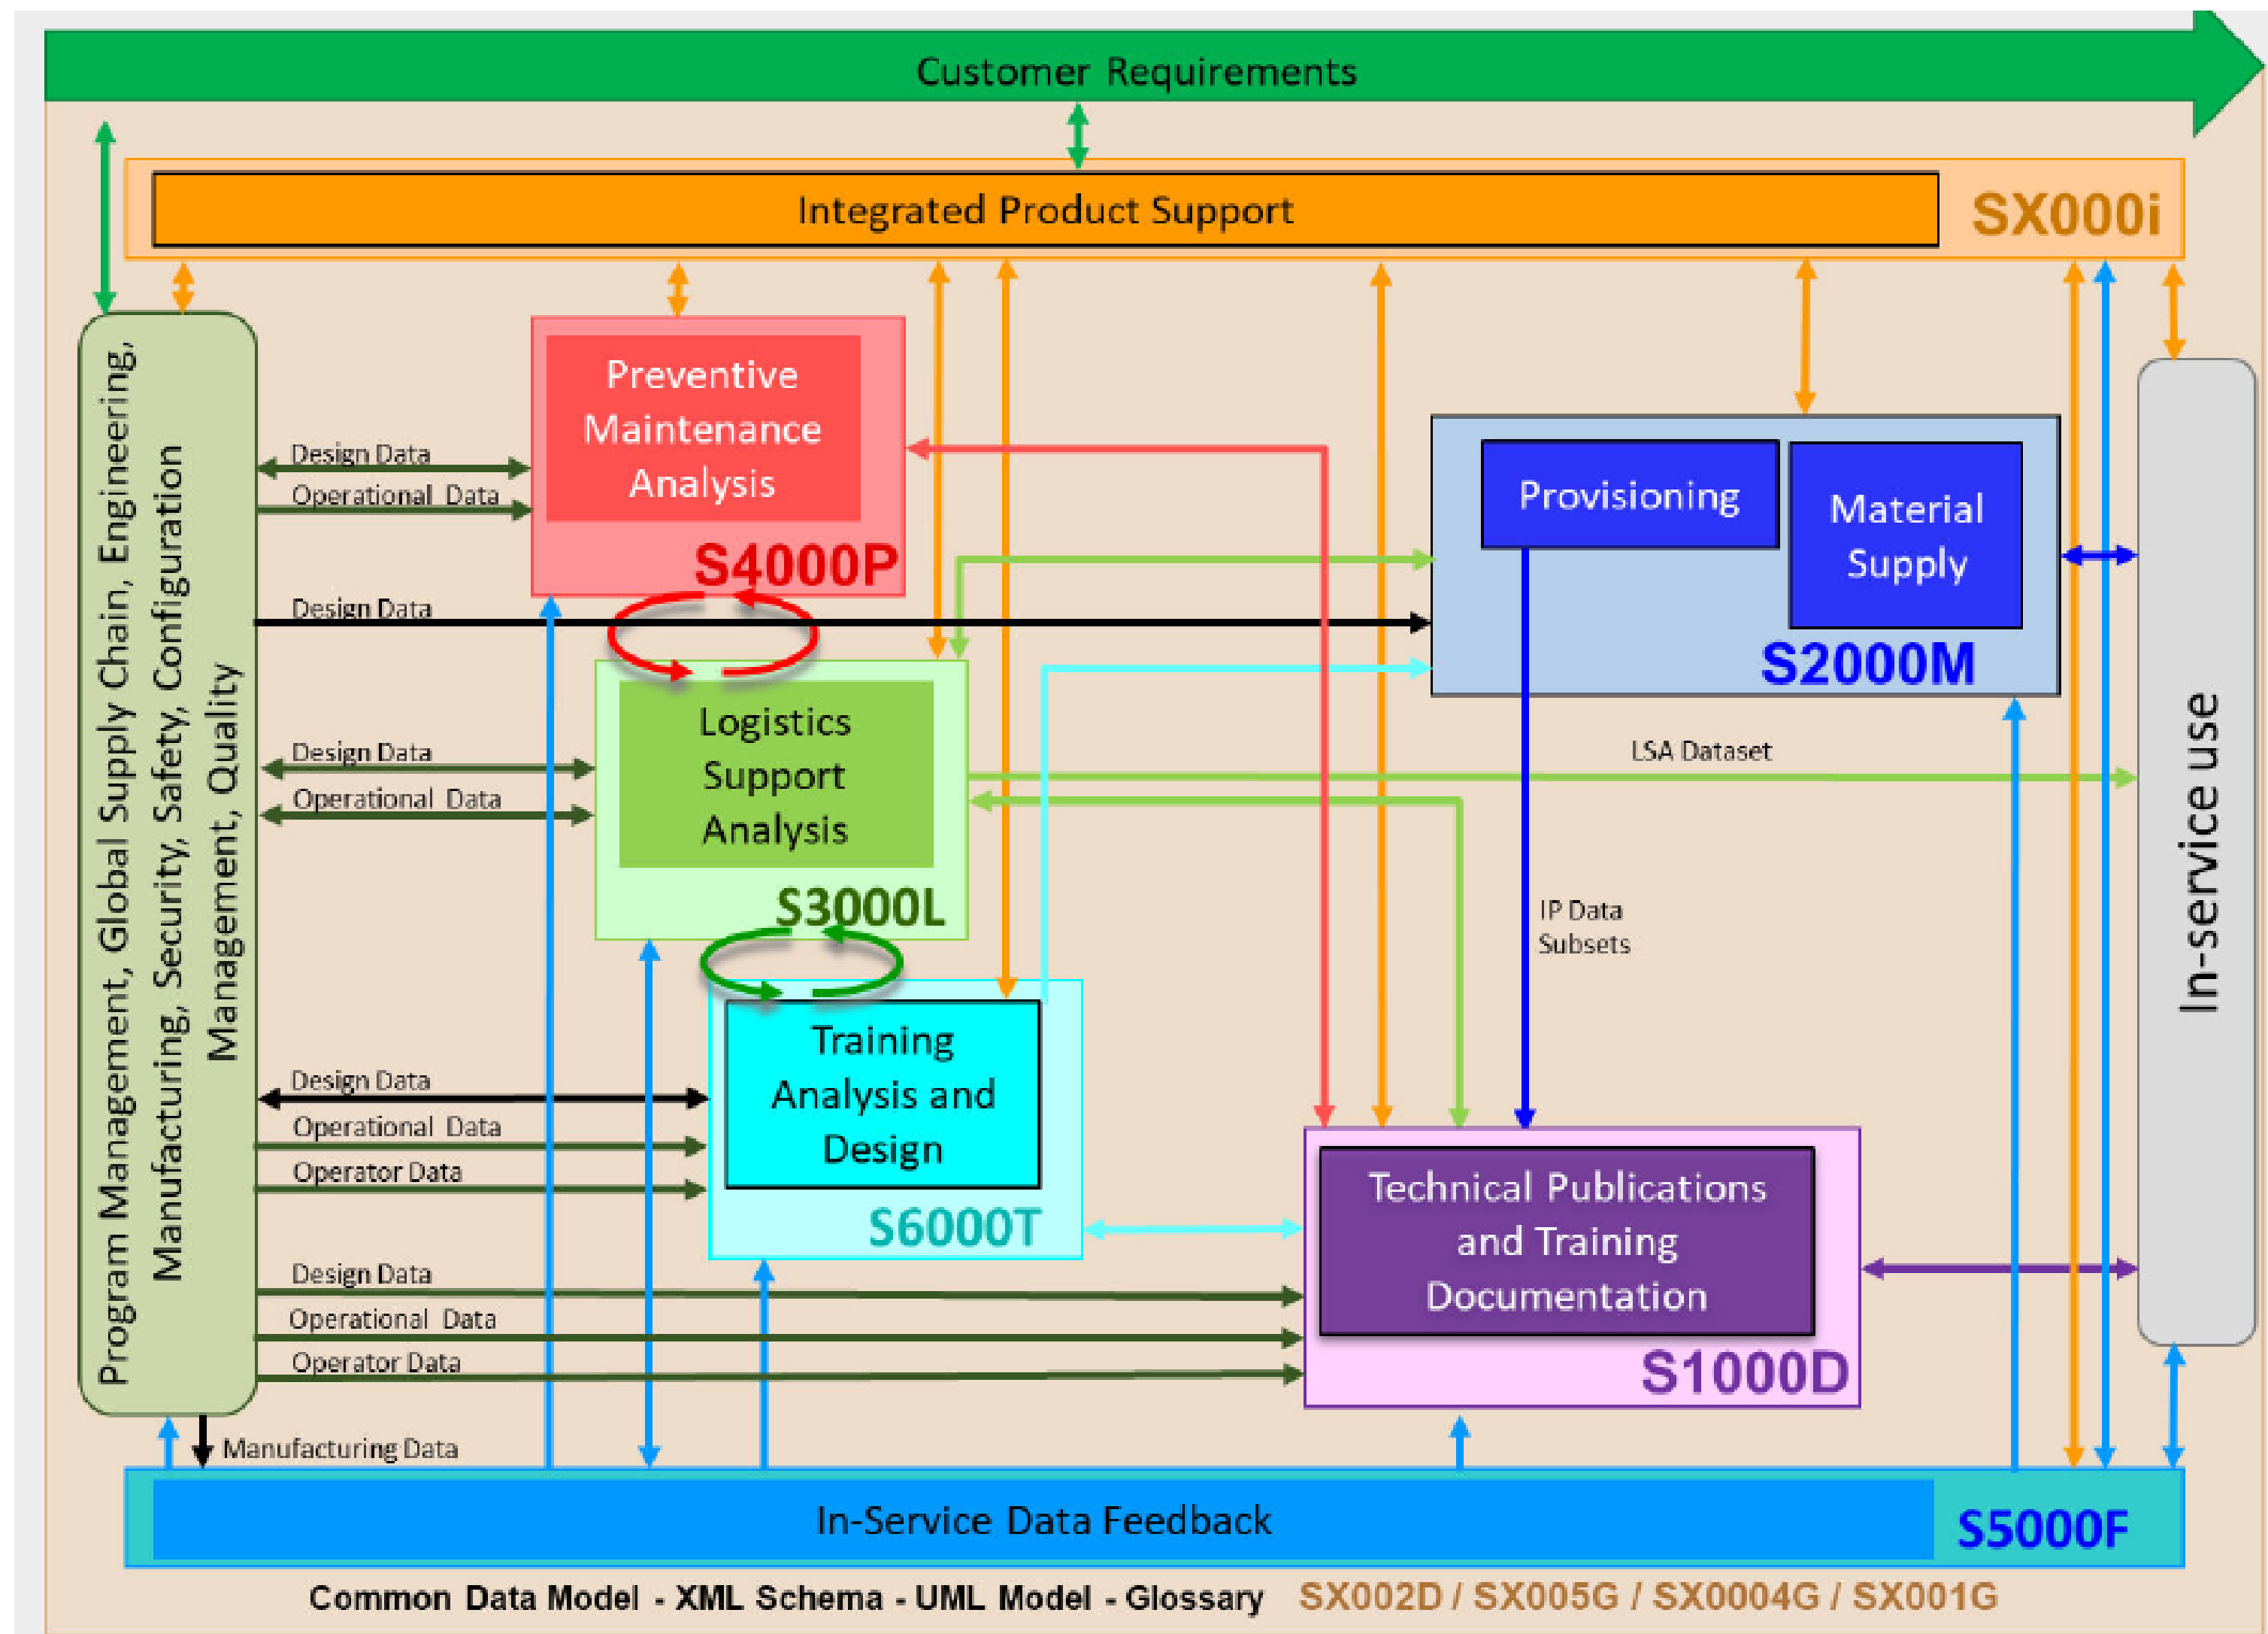 Customer Requirements
Integrated Product Support
SX000i
Program Management, Global Supply Chain, Engineering,
Manufacturing, Security, Safety, Configuration
Management, Quality
Preventive
Maintenance
Analysis
S4000P
Design Data
Operational Data
Design Data
Provisioning
Material
Supply
S2000M
Logistics
Support
Analysis
S3000L
Design Data
Operational Data
LSA Dataset
IP Data
Subsets
In-service use
Training
Analysis and
Design
S6000T
Design Data
Operational Data
Operator Data
Technical Publications
and Training
Documentation
S1000D
Design Data
Operational Data
Operator Data
Manufacturing Data
In-Service Data Feedback
S5000F
Common Data Model - XML Schema - UML Model - Glossary SX002D / SX005G / SX0004G / SX001G